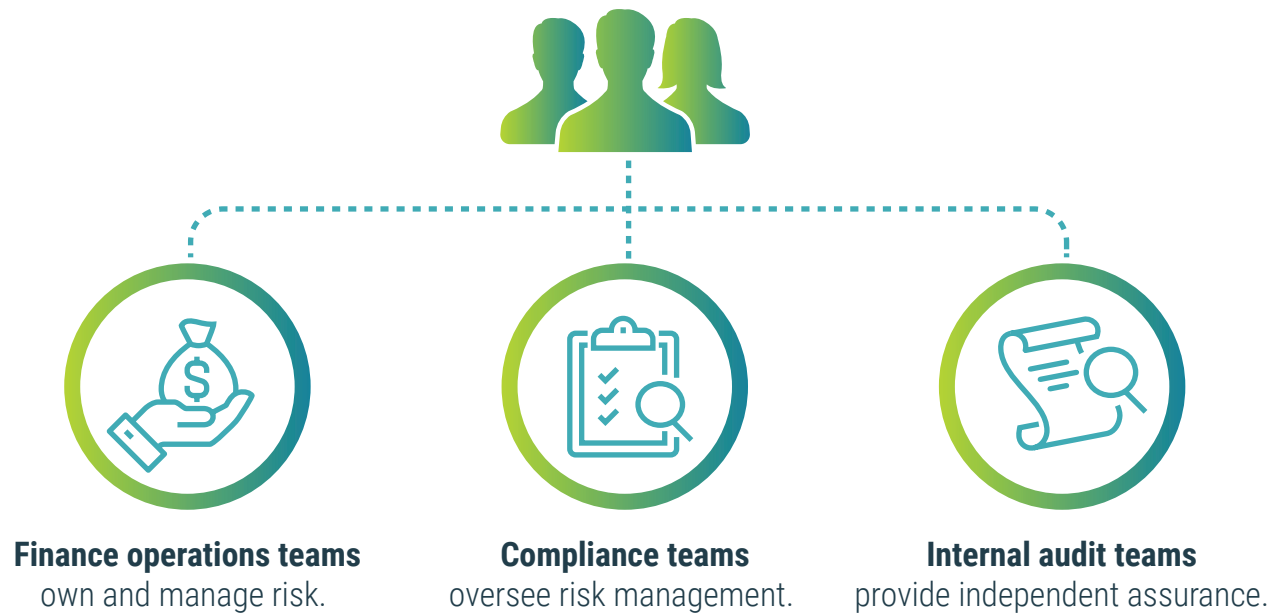 $
Finance operations teams
own and manage risk.
Compliance teams
oversee risk management.
Internal audit teams
provide independent assurance.